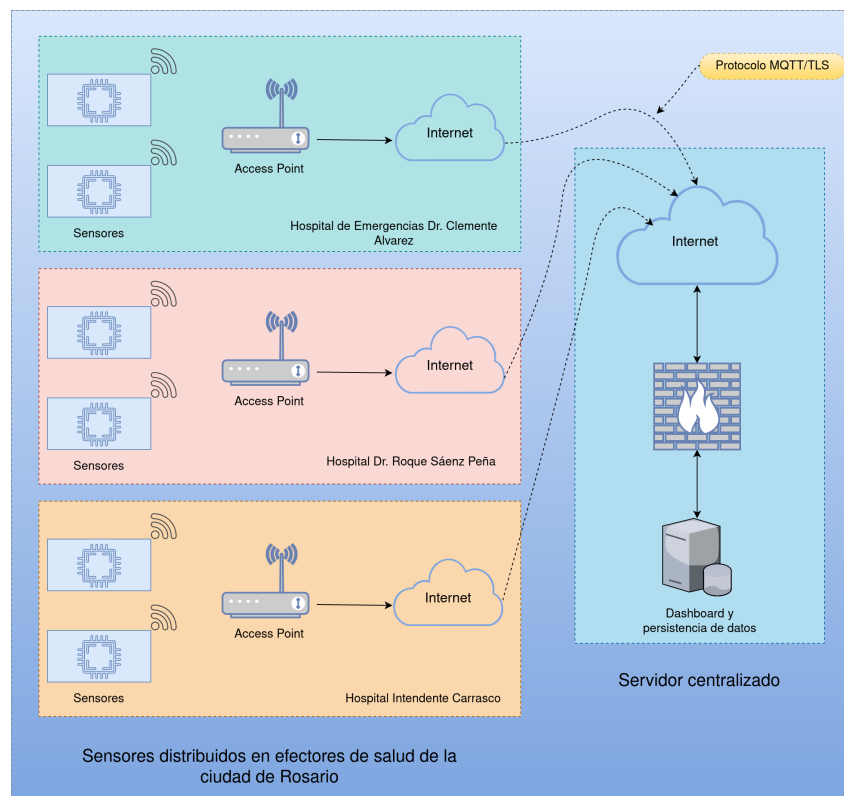 Protocolo MQTT/TLS
Internet
Access Point
Sensores
Hospital de Emergencias Dr. Clemente
Alvarez
Internet
Internet
Access Point
Sensores
Hospital Dr. Roque Sáenz Peña
Internet
Access Point
Sensores
Hospital Intendente Carrasco
Dashboard y
persistencia de datos
Servidor centralizado
Sensores distribuidos en efectores de salud de la
ciudad de Rosario